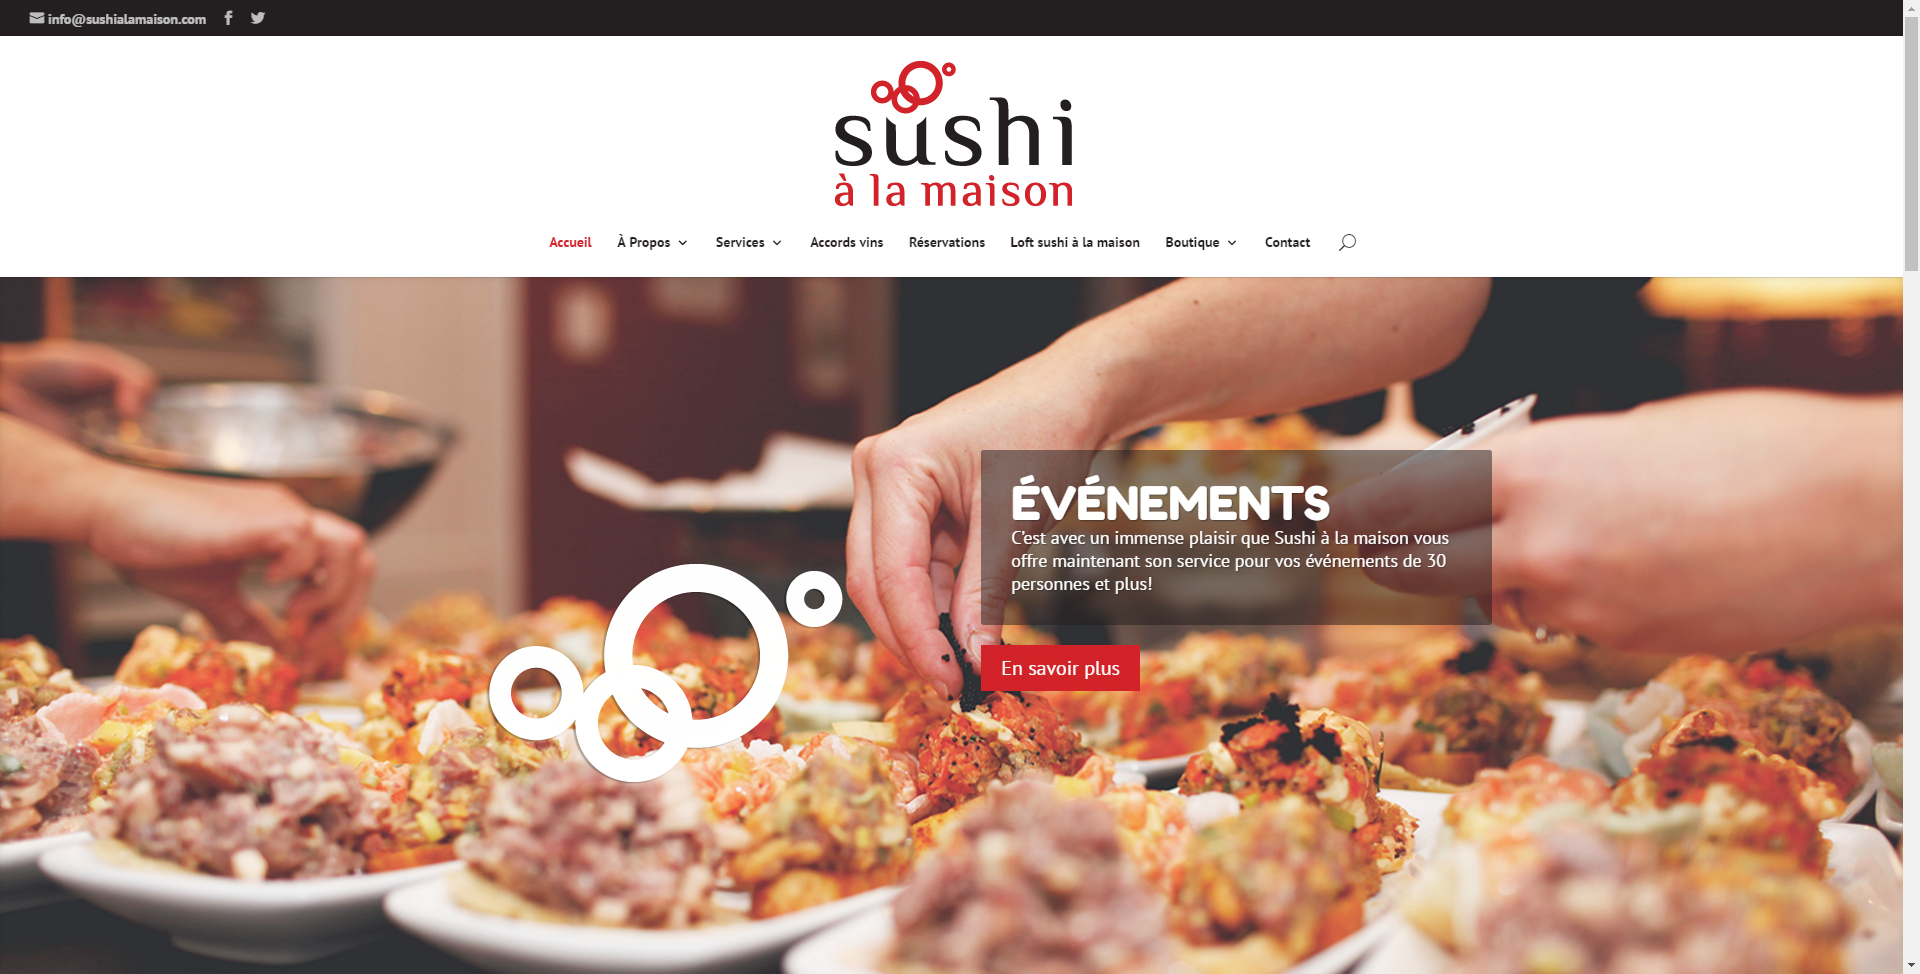 info@sushialamaison.com
sushi
à la maison
Accueil À Propos Services Accords vins Réservations Loft sushi à la maison Boutique Contact
ÉVÉNEMENTS
C'est avec un immense plaisir que Sushi à la maison vous
offre maintenant son service pour vos événements de 30
personnes et plus!
En savoir plus